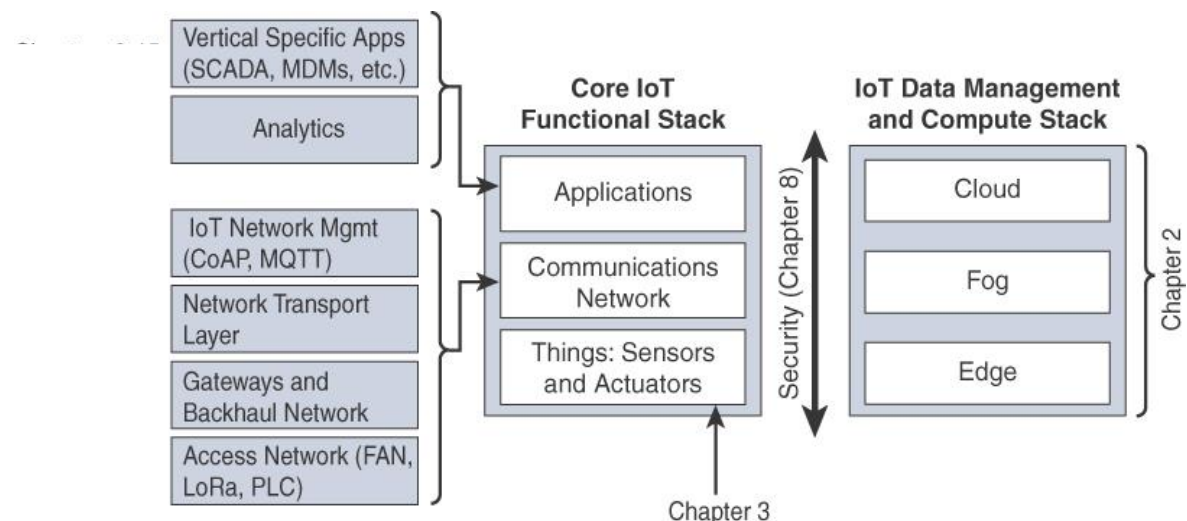 Vertical Specific Apps
(SCADA, MDMs, etc.)
Analytics
IoT Network Mgmt
(CoAP, MQTT)
Network Transport
Layer
Gateways and
Backhaul Network
Access Network (FAN,
LoRa, PLC)
Core IoT
Functional Stack
Applications
Communications
Network
Things: Sensors
and Actuators
Chapter 3
Security (Chapter 8)
IoT Data Management
and Compute Stack
Cloud
Fog
Edge
Chapter 2